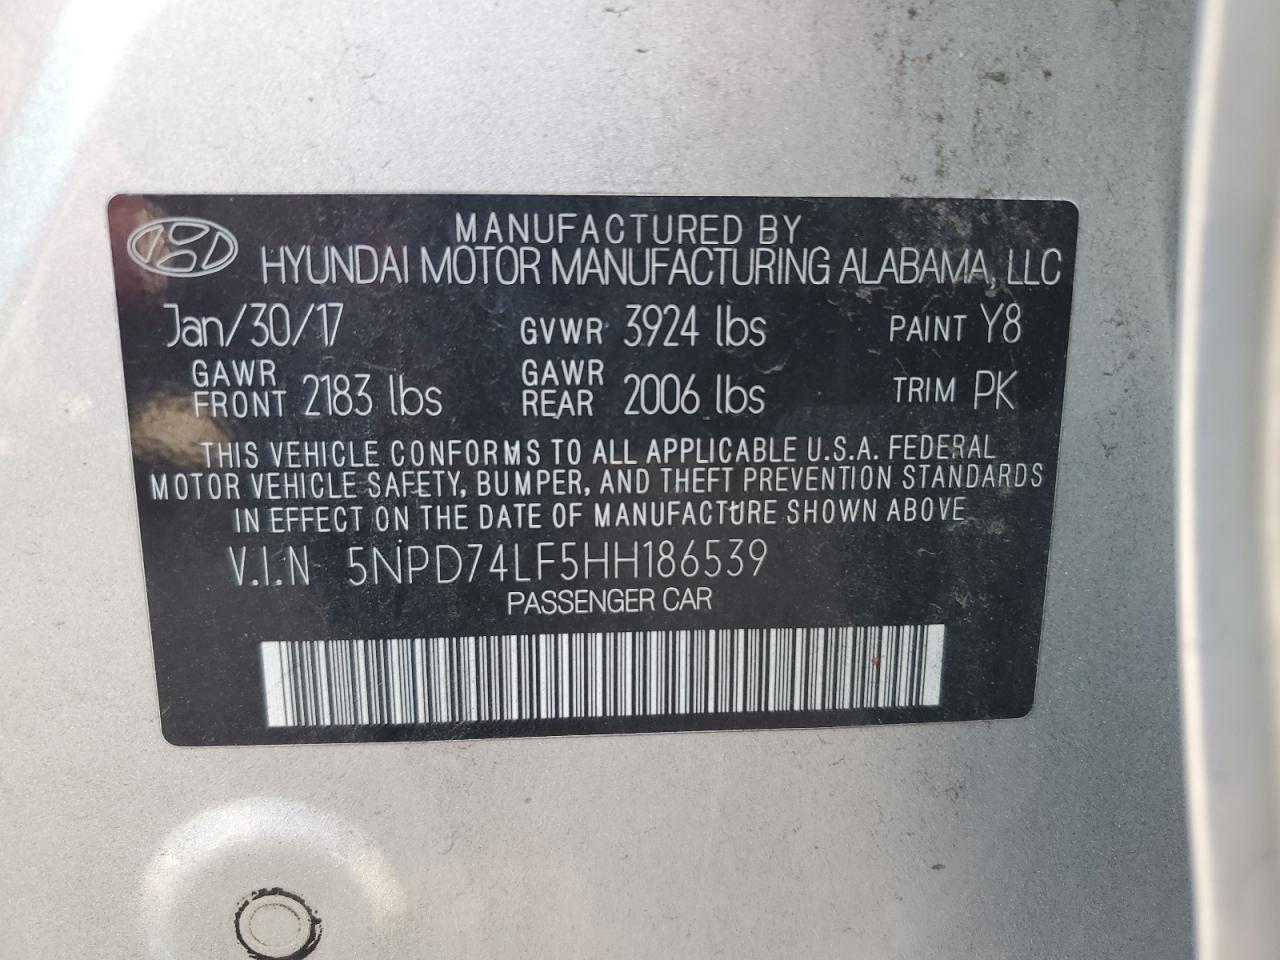 MANUFACTURED BY
HYUNDAI MOTOR MANUFACTURING ALABAMA, LLC
Jan/30/17 GVWR 3924 lbs PAINT Y8
GAWR FRONT 2183 lbs GAWR REAR 2006 lbs TRIM PK
THIS VEHICLE CONFORMS TO ALL APPLICABLE U.S.A. FEDERAL
MOTOR VEHICLE SAFETY, BUMPER, AND THEFT PREVENTION STANDARDS
IN EFFECT ON THE DATE OF MANUFACTURE SHOWN ABOVE
V.I.N 5NPD74LF5HH186539
PASSENGER CAR